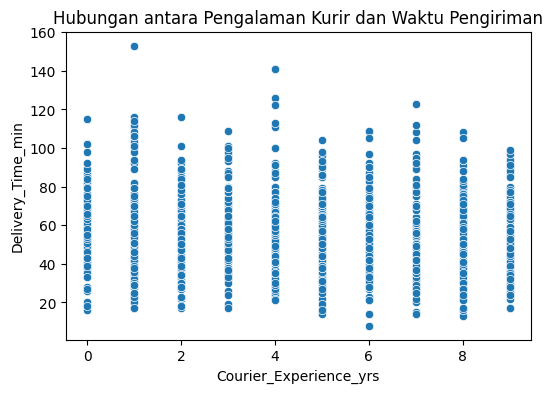 Hubungan antara Pengalaman Kurir dan Waktu Pengiriman
160
140
120
100
80
60
40
20
Delivery_Time_min
0 2 4 6 8
Courier_Experience_yrs